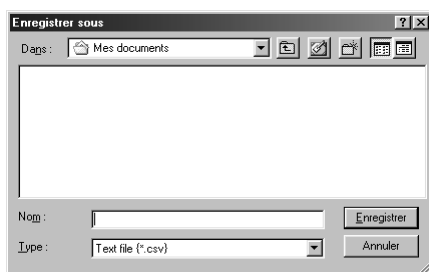 Enregistrer sous
Dans : Mes documents
Nom : Enregistrer
Type : Text file (*.csv) Annuler